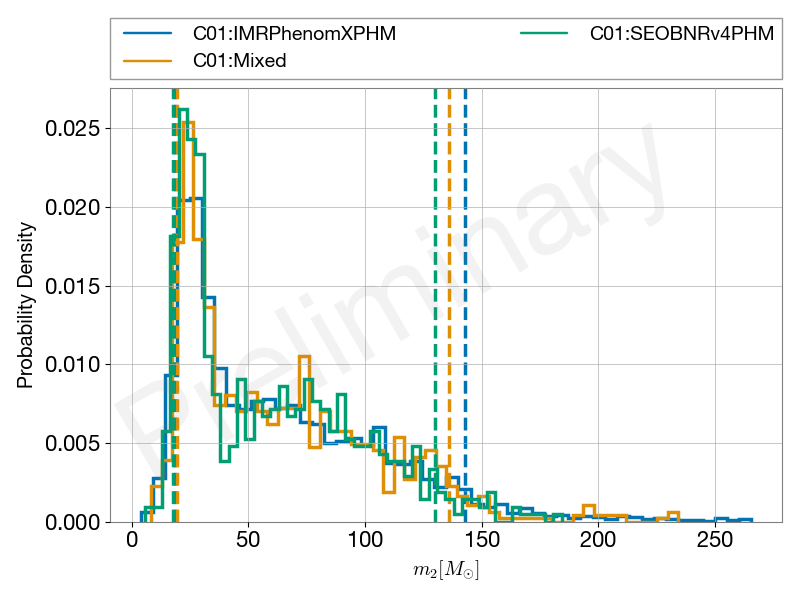 C01:IMRPhenomXPHM
C01:Mixed
C01:SEOBNRv4PHM
Preliminary
Probability Density
0.025
0.020
0.015
0.010
0.005
0.000
0 50 100 150 200 250
m₂[M☉]